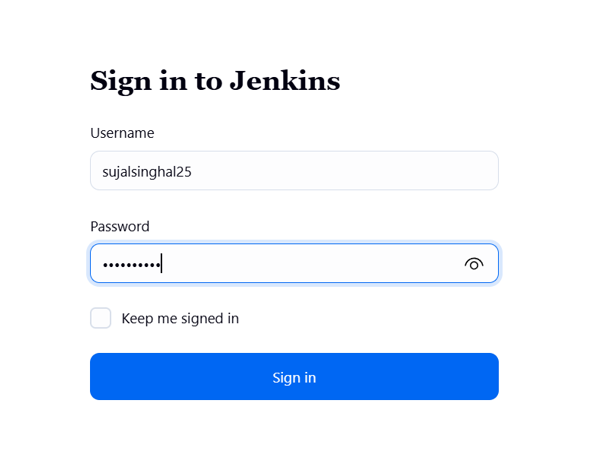 Sign in to Jenkins
Username
sujalsinghal25
Password
••••••••••
Keep me signed in
Sign in